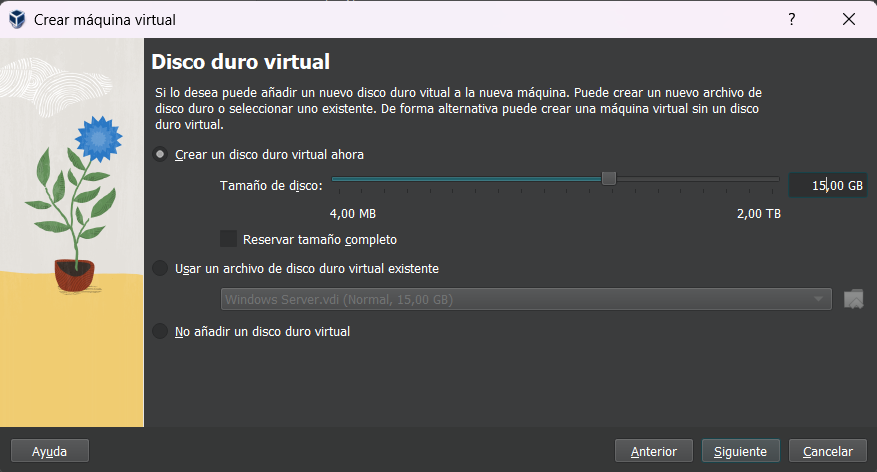 Crear máquina virtual
?
Disco duro virtual
Si lo desea puede añadir un nuevo disco duro vitual a la nueva máquina. Puede crear un nuevo archivo de
disco duro o seleccionar uno existente. De forma alternativa puede crear una máquina virtual sin un disco
duro virtual.
Crear un disco duro virtual ahora
Tamaño de disco:
15,00 GB
4,00 MB
2,00 TB
Reservar tamaño completo
Usar un archivo de disco duro virtual existente
Windows Server.vdi (Normal, 15,00 GB)
No añadir un disco duro virtual
Ayuda
Anterior
Siguiente
Cancelar